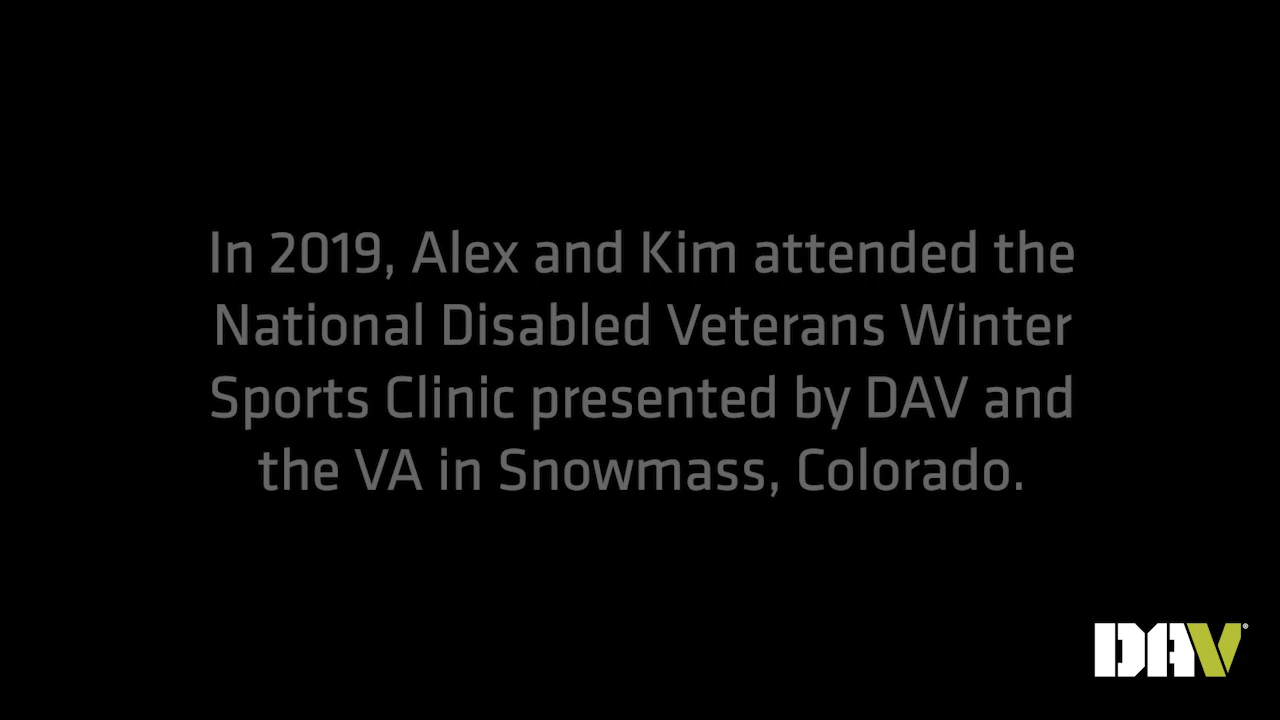 In 2019, Alex and Kim attended the
National Disabled Veterans Winter
Sports Clinic presented by DAV and
the VA in Snowmass, Colorado.
DAV®